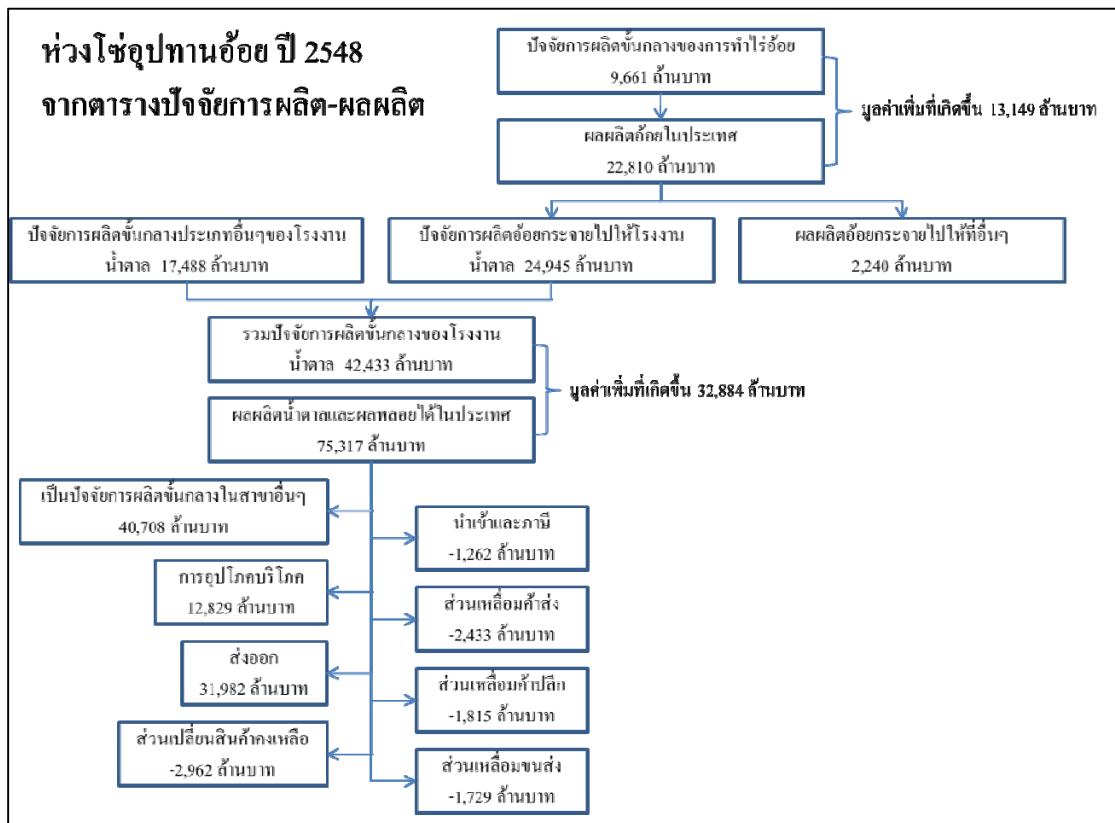 ห่วงโซ่อุปทานอ้อย ปี 2548
จากตารางปัจจัยการผลิต-ผลผลิต
ปัจจัยการผลิตขั้นกลางของการทำไร่อ้อย
9,661 ล้านบาท
มูลค่าเพิ่มที่เกิดขึ้น 13,149 ล้านบาท
ผลผลิตอ้อยในประเทศ
22,810 ล้านบาท
ปัจจัยการผลิตขั้นกลางประเภทอื่นๆของโรงงาน
น้ำตาล 17,488 ล้านบาท
ปัจจัยการผลิตอ้อยกระจายไปให้โรงงาน
น้ำตาล 24,945 ล้านบาท
ผลผลิตอ้อยกระจายไปให้ที่อื่นๆ
2,240 ล้านบาท
รวมปัจจัยการผลิตขั้นกลางของโรงงาน
น้ำตาล 42,433 ล้านบาท
มูลค่าเพิ่มที่เกิดขึ้น 32,884 ล้านบาท
ผลผลิตน้ำตาลและผลพลอยได้ในประเทศ
75,317 ล้านบาท
เป็นปัจจัยการผลิตขั้นกลางในสาขาอื่นๆ
40,708 ล้านบาท
นำเข้าและภาษี
-1,262 ล้านบาท
การอุปโภคบริโภค
12,829 ล้านบาท
ส่วนเหลื่อมค้าส่ง
-2,433 ล้านบาท
ส่งออก
31,982 ล้านบาท
ส่วนเหลื่อมค้าปลีก
-1,815 ล้านบาท
ส่วนเปลี่ยนสินค้าคงเหลือ
-2,962 ล้านบาท
ส่วนเหลื่อมขนส่ง
-1,729 ล้านบาท